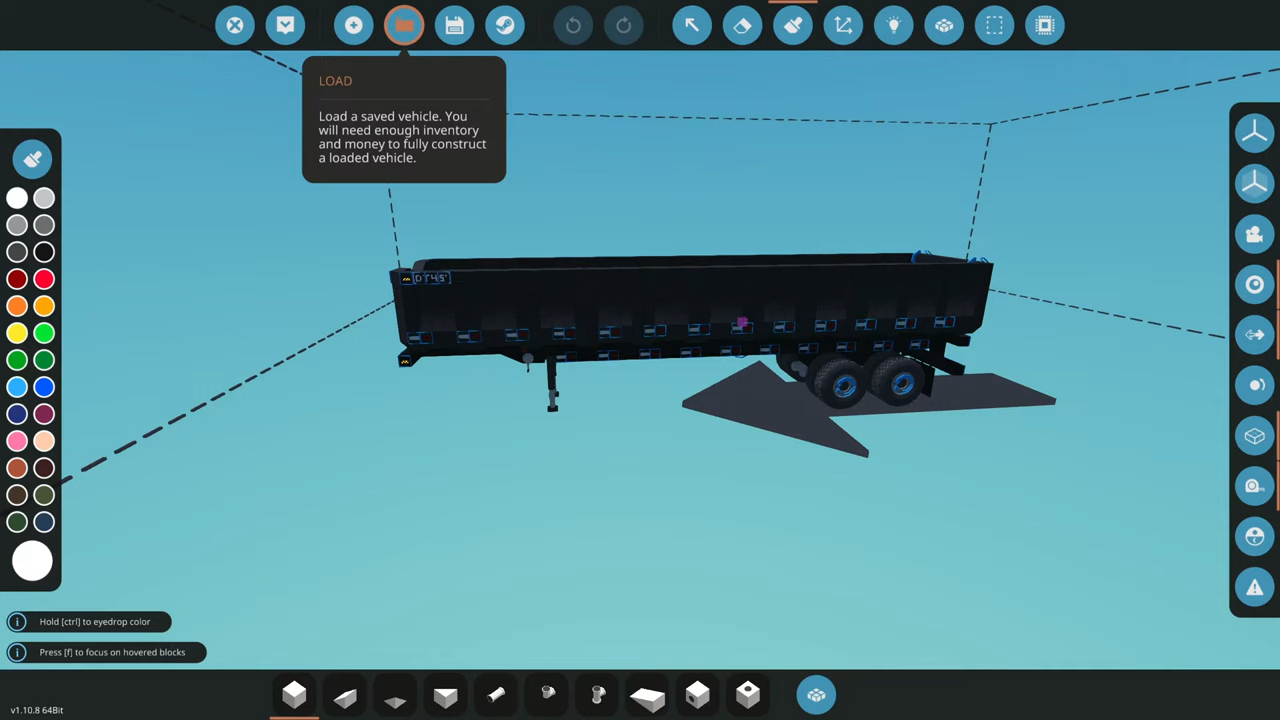 LOAD
Load a saved vehicle. You
will need enough inventory
and money to fully construct
a loaded vehicle.
Hold [ctrl] to eyedrop color
Press [f] to focus on hovered blocks
v1.10.8 64Bit